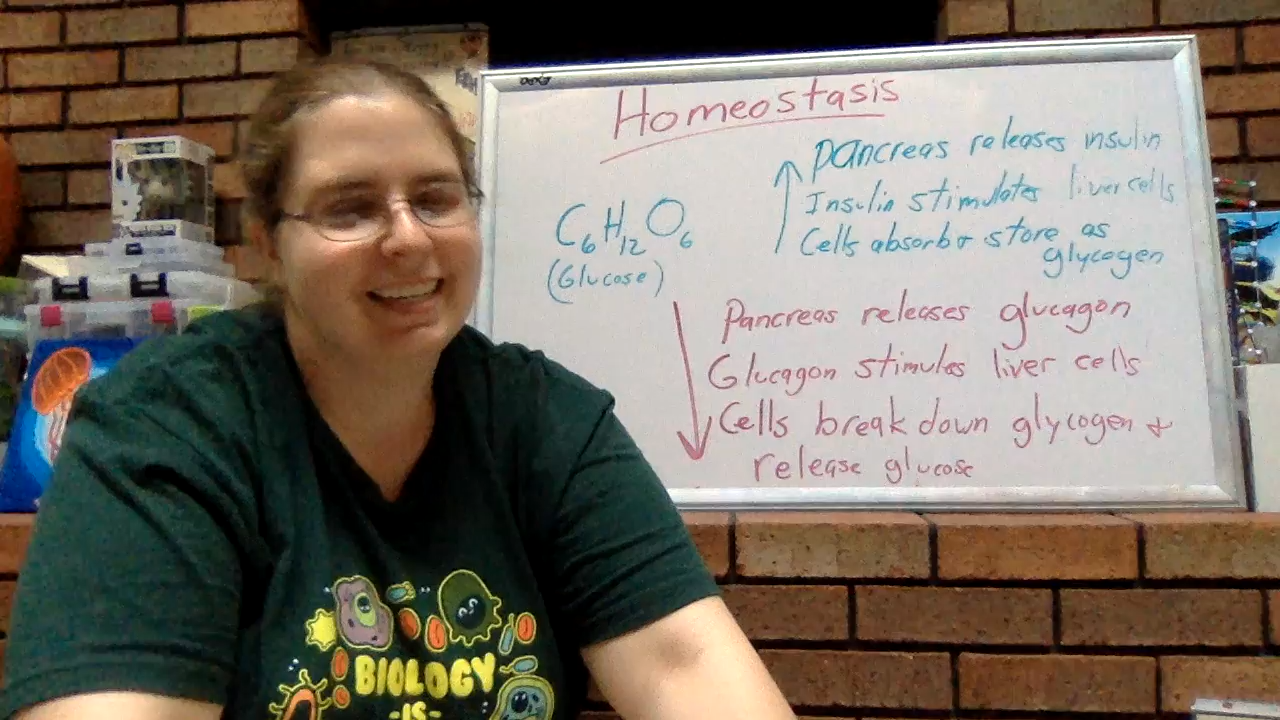 Homeostasis
C6H12O6
(Glucose)
↑ Pancreas releases insulin
Insulin stimulates liver cells
Cells absorb & store as
glycogen
↓ Pancreas releases glucagon
Glucagon stimules liver cells
Cells break down glycogen &
release glucose
BIOLOGY
-IS-